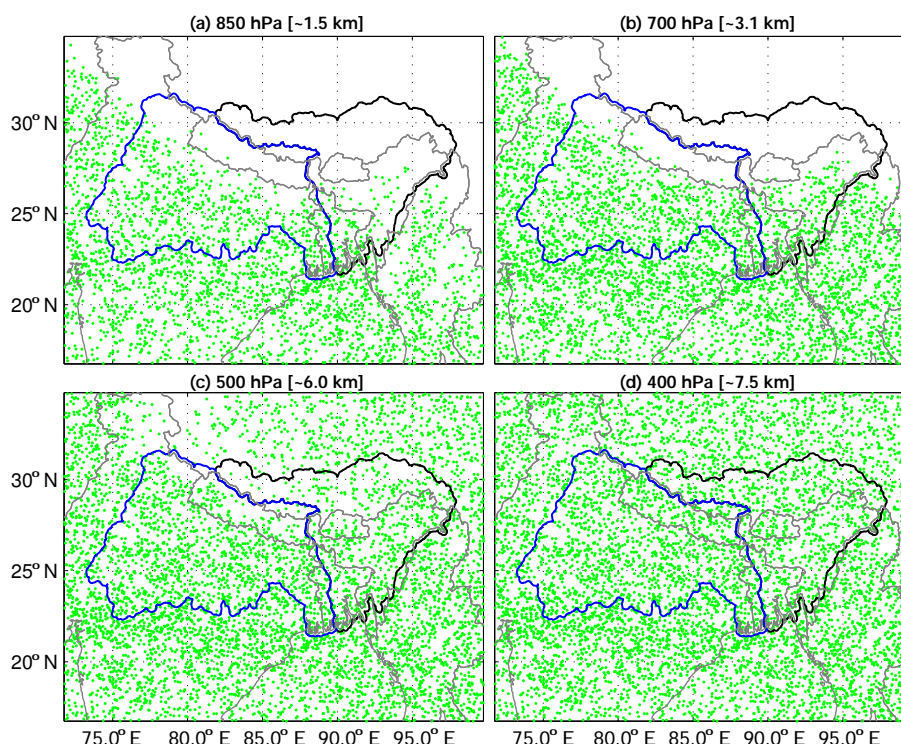 (a) 850 hPa [~1.5 km]
(b) 700 hPa [~3.1 km]
30° N
25° N
20° N
(c) 500 hPa [~6.0 km]
(d) 400 hPa [~7.5 km]
30° N
25° N
20° N
75.0° E 80.0° E 85.0° E 90.0° E 95.0° E
75.0° E 80.0° E 85.0° E 90.0° E 95.0° E